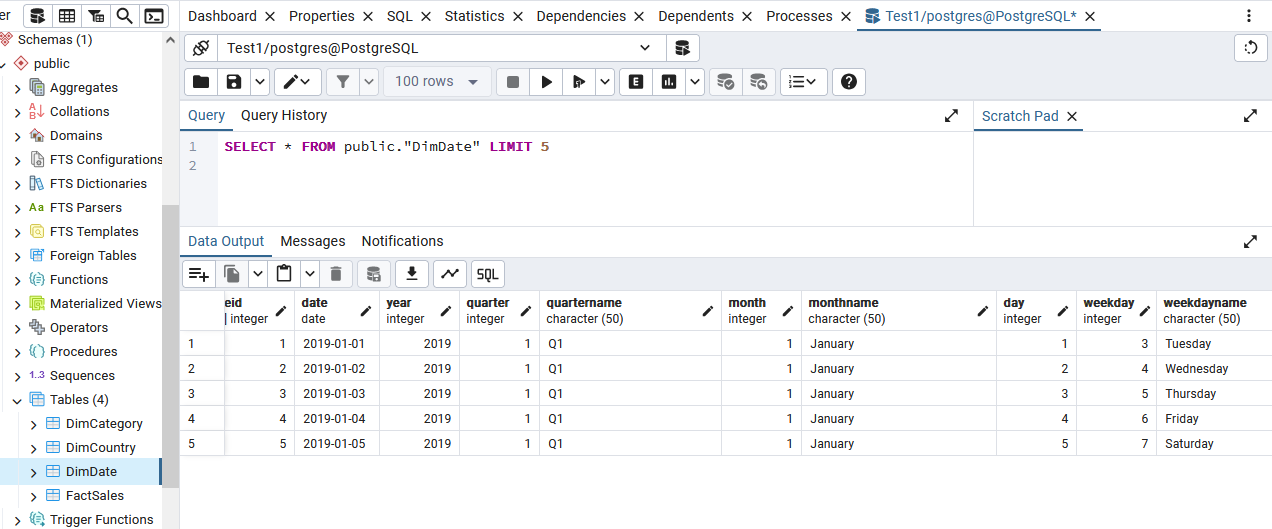 er
Dashboard Properties SQL Statistics Dependencies Dependents Processes Test1/postgres@PostgreSQL*
Schemas (1)
public
Aggregates
Collations
Domains
FTS Configurations
FTS Dictionaries
FTS Parsers
FTS Templates
Foreign Tables
Functions
Materialized Views
Operators
Procedures
1..3 Sequences
Tables (4)
DimCategory
DimCountry
DimDate
FactSales
Trigger Functions
Test1/postgres@PostgreSQL
100 rows
E
Query Query History
Scratch Pad
1 SELECT * FROM public."DimDate" LIMIT 5
2
Data Output Messages Notifications
SQL
eid date year quarter quartername month monthname day weekday weekdayname
integer date integer integer character (50) integer character (50) integer integer character (50)
1 1 2019-01-01 2019 1 Q1 1 January 1 3 Tuesday
2 2 2019-01-02 2019 1 Q1 1 January 2 4 Wednesday
3 3 2019-01-03 2019 1 Q1 1 January 3 5 Thursday
4 4 2019-01-04 2019 1 Q1 1 January 4 6 Friday
5 5 2019-01-05 2019 1 Q1 1 January 5 7 Saturday